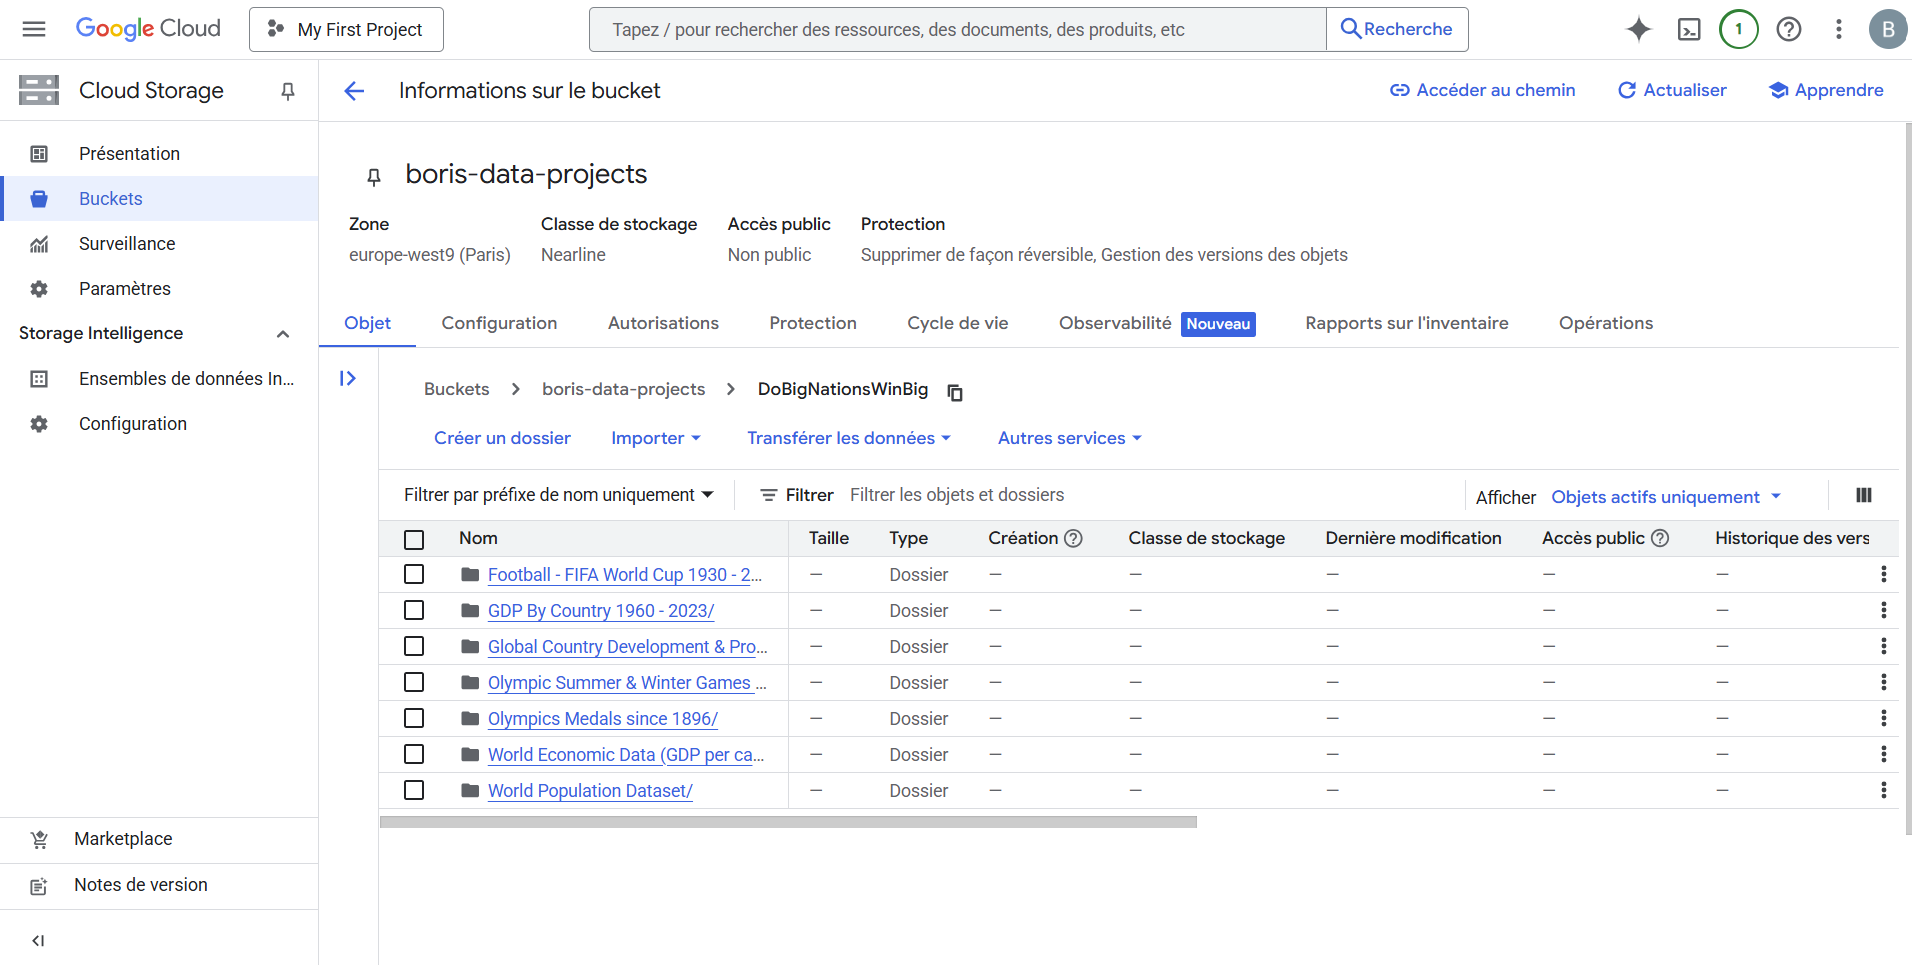 Google Cloud
My First Project
Tapez / pour rechercher des ressources, des documents, des produits, etc
Recherche
1
B
Cloud Storage
Informations sur le bucket
Accéder au chemin
Actualiser
Apprendre
Présentation
Buckets
Surveillance
Paramètres
Storage Intelligence
Ensembles de données In...
Configuration
Marketplace
Notes de version
boris-data-projects
Zone Classe de stockage Accès public Protection
europe-west9 (Paris) Nearline Non public Supprimer de façon réversible, Gestion des versions des objets
Objet Configuration Autorisations Protection Cycle de vie Observabilité Nouveau Rapports sur l'inventaire Opérations
Buckets > boris-data-projects > DoBigNationsWinBig
Créer un dossier Importer Transférer les données Autres services
Filtrer par préfixe de nom uniquement Filtrer Filtrer les objets et dossiers Afficher Objets actifs uniquement
Nom Taille Type Création Classe de stockage Dernière modification Accès public Historique des vers
Football - FIFA World Cup 1930 - 2... — Dossier — — — — —
GDP By Country 1960 - 2023/ — Dossier — — — — —
Global Country Development & Pro... — Dossier — — — — —
Olympic Summer & Winter Games ... — Dossier — — — — —
Olympics Medals since 1896/ — Dossier — — — — —
World Economic Data (GDP per ca... — Dossier — — — — —
World Population Dataset/ — Dossier — — — — —